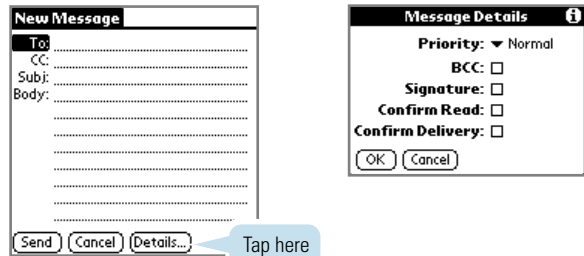 New Message
To:
CC:
Subj:
Body:
Send Cancel Details...
Tap here
Message Details i
Priority: Normal
BCC:
Signature:
Confirm Read:
Confirm Delivery:
OK Cancel